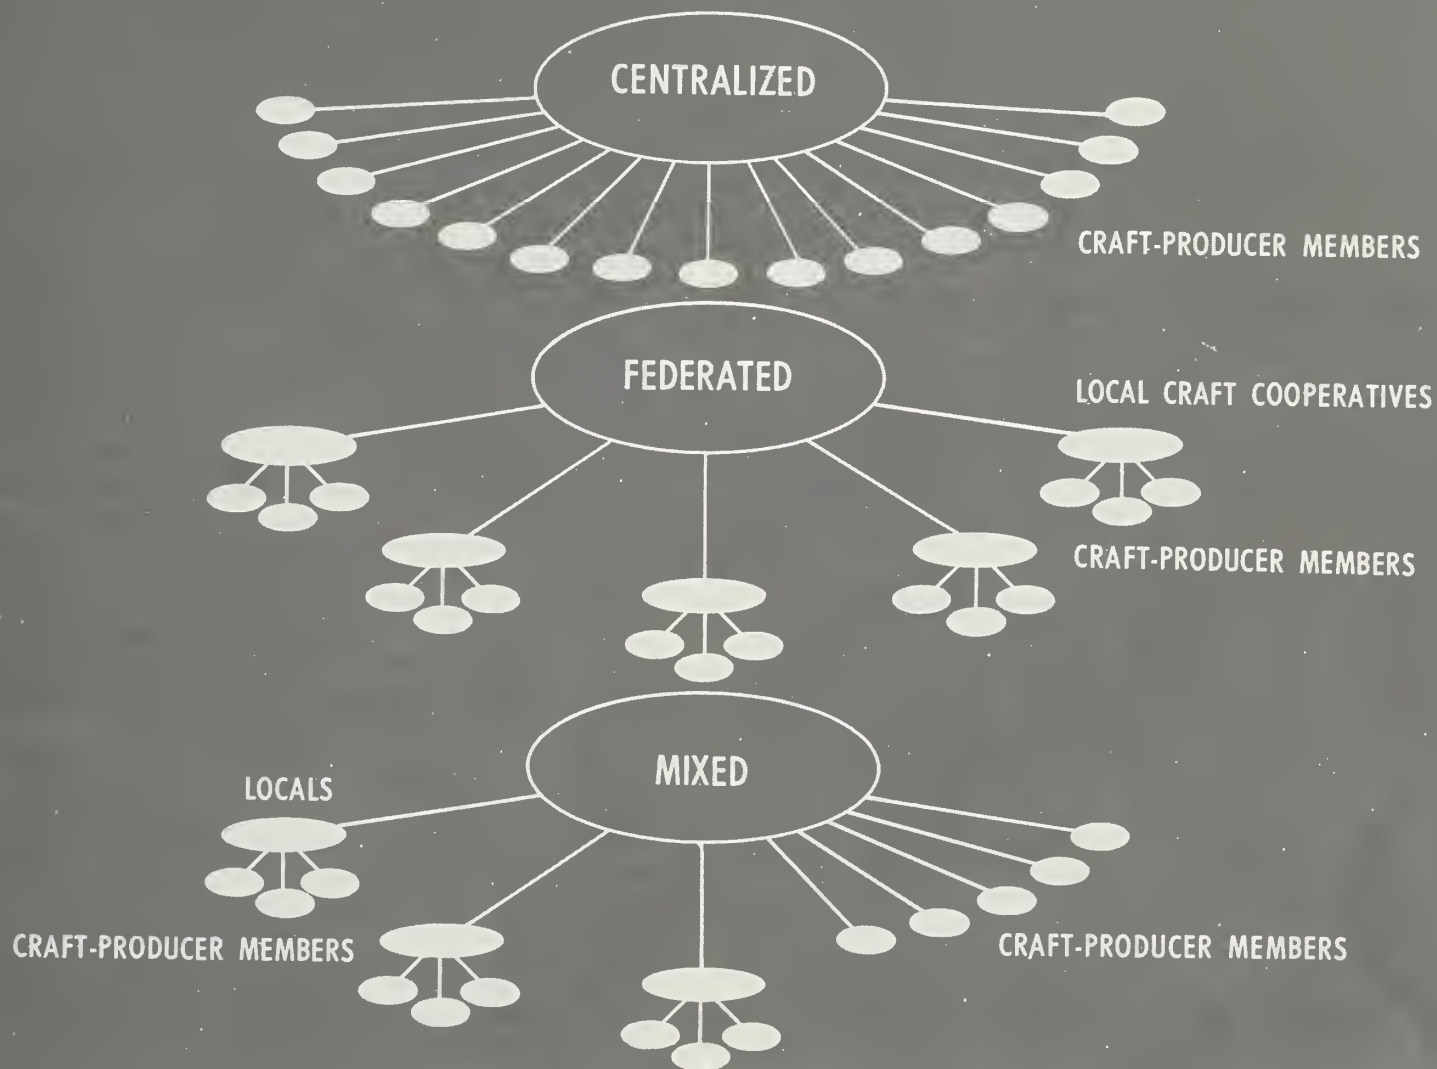 CENTRALIZED
CRAFT-PRODUCER MEMBERS
FEDERATED
LOCAL CRAFT COOPERATIVES
CRAFT-PRODUCER MEMBERS
MIXED
LOCALS
CRAFT-PRODUCER MEMBERS
CRAFT-PRODUCER MEMBERS